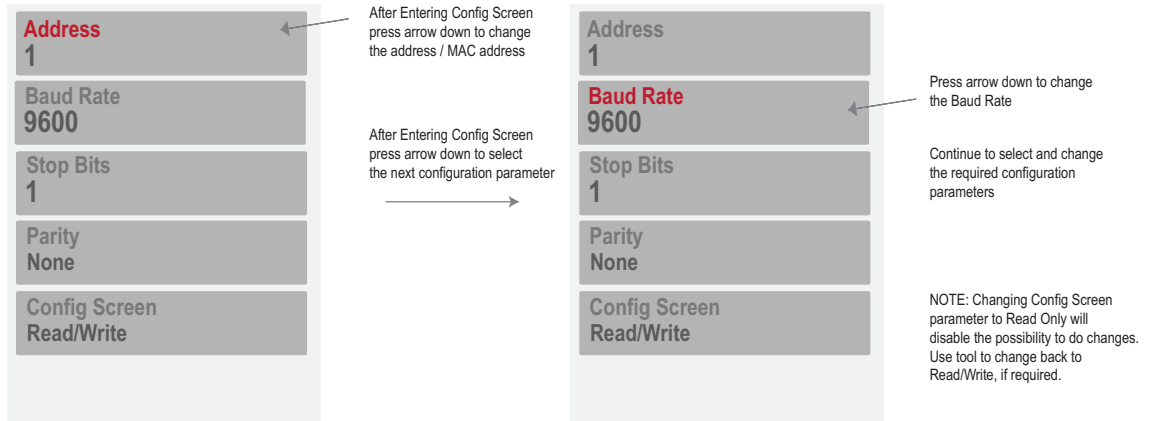 Address
1
Baud Rate
9600
Stop Bits
1
Parity
None
Config Screen
Read/Write
After Entering Config Screen
press arrow down to change
the address / MAC address
After Entering Config Screen
press arrow down to select
the next configuration parameter
Address
1
Baud Rate
9600
Stop Bits
1
Parity
None
Config Screen
Read/Write
Press arrow down to change
the Baud Rate
Continue to select and change
the required configuration
parameters
NOTE: Changing Config Screen
parameter to Read Only will
disable the possibility to do changes.
Use tool to change back to
Read/Write, if required.